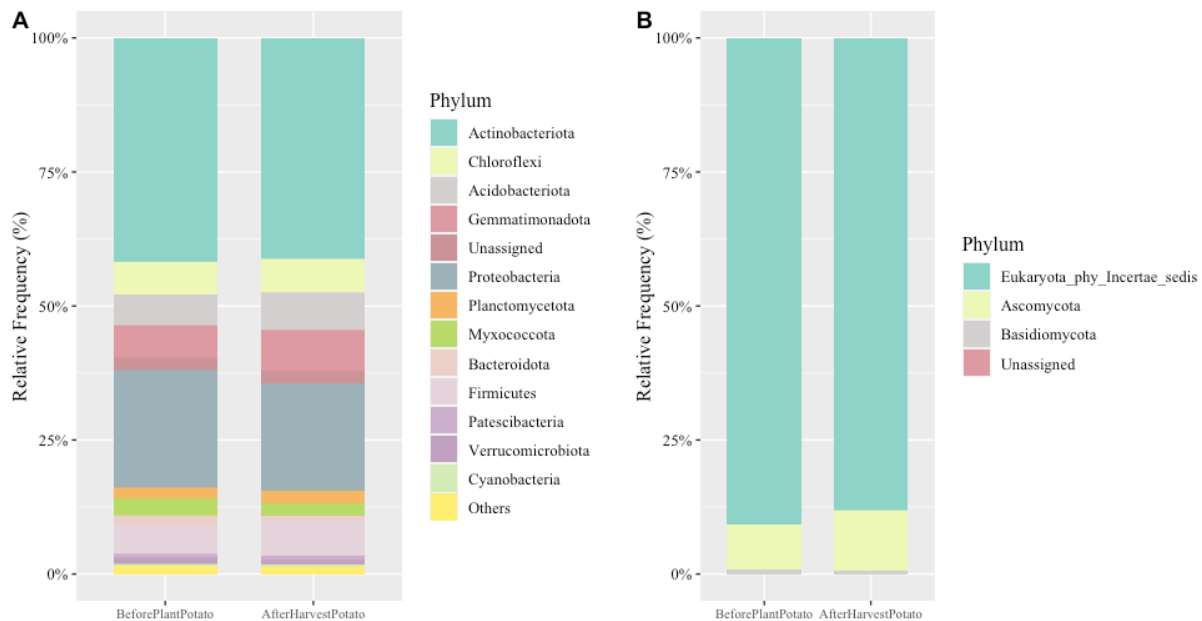 A
Relative Frequency (%)
100%
75%
50%
25%
0%
BeforePlantPotato
AfterHarvestPotato
Phylum
Actinobacteriota
Chloroflexi
Acidobacteriota
Gemmatimonadota
Unassigned
Proteobacteria
Planctomycetota
Myxococcota
Bacteroidota
Firmicutes
Patescibacteria
Verrucomicrobiota
Cyanobacteria
Others
B
Relative Frequency (%)
100%
75%
50%
25%
0%
BeforePlantPotato
AfterHarvestPotato
Phylum
Eukaryota_phy_Incertae_sedis
Ascomycota
Basidiomycota
Unassigned